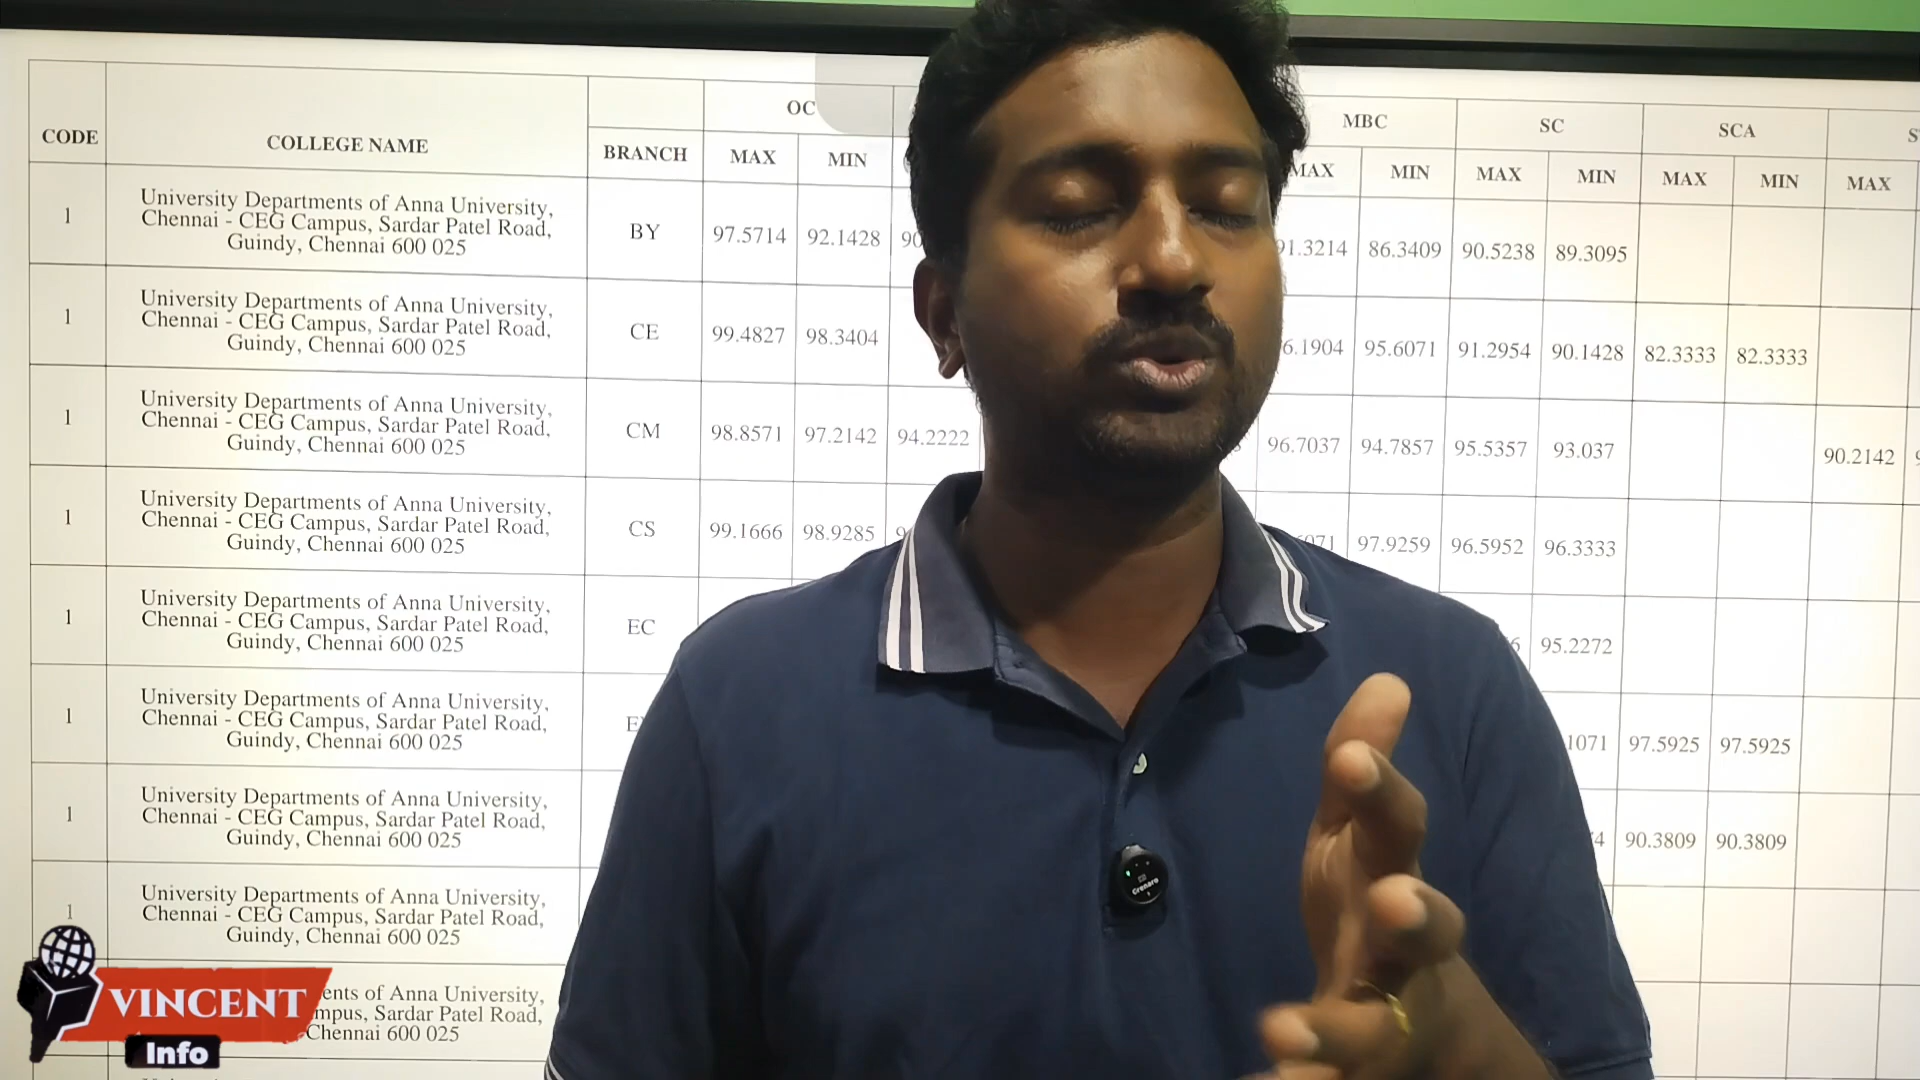 OC MBC SC SCA
CODE COLLEGE NAME BRANCH MAX MIN MAX MIN MAX MIN MAX MIN MAX
University Departments of Anna University,
1 Chennai - CEG Campus, Sardar Patel Road, BY 97.5714 92.1428 86.3409 90.5238 89.3095
Guindy, Chennai 600 025
University Departments of Anna University,
1 Chennai - CEG Campus, Sardar Patel Road, CE 99.4827 98.3404 95.6071 91.2954 90.1428 82.3333 82.3333
Guindy, Chennai 600 025
University Departments of Anna University,
1 Chennai - CEG Campus, Sardar Patel Road, CM 98.8571 97.2142 94.2222 96.7037 94.7857 95.5357 93.037 90.2142
Guindy, Chennai 600 025
University Departments of Anna University,
1 Chennai - CEG Campus, Sardar Patel Road, CS 99.1666 98.9285 97.9259 96.5952 96.3333
Guindy, Chennai 600 025
University Departments of Anna University,
1 Chennai - CEG Campus, Sardar Patel Road, EC 95.2272
Guindy, Chennai 600 025
University Departments of Anna University,
1 Chennai - CEG Campus, Sardar Patel Road, 97.5925 97.5925
Guindy, Chennai 600 025
University Departments of Anna University,
1 Chennai - CEG Campus, Sardar Patel Road, 90.3809 90.3809
Guindy, Chennai 600 025
University Departments of Anna University,
1 Chennai - CEG Campus, Sardar Patel Road,
Guindy, Chennai 600 025
of Anna University,
Sardar Patel Road,
Chennai 600 025
VINCENT
Info